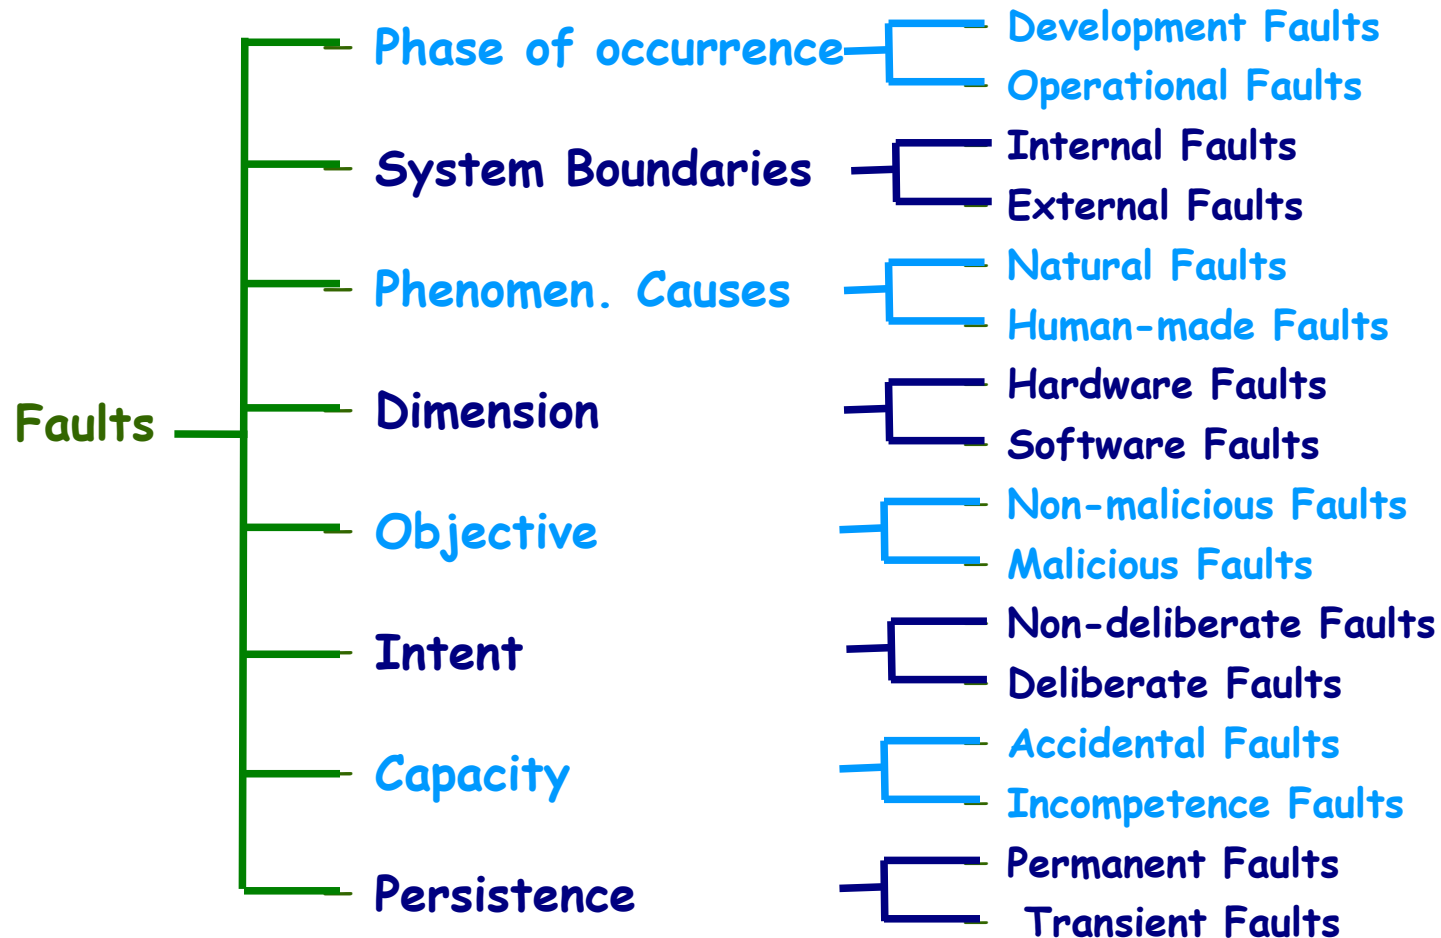 Faults
Phase of occurrence
Development Faults
Operational Faults
System Boundaries
Internal Faults
External Faults
Phenomen. Causes
Natural Faults
Human-made Faults
Dimension
Hardware Faults
Software Faults
Objective
Non-malicious Faults
Malicious Faults
Intent
Non-deliberate Faults
Deliberate Faults
Capacity
Accidental Faults
Incompetence Faults
Persistence
Permanent Faults
Transient Faults